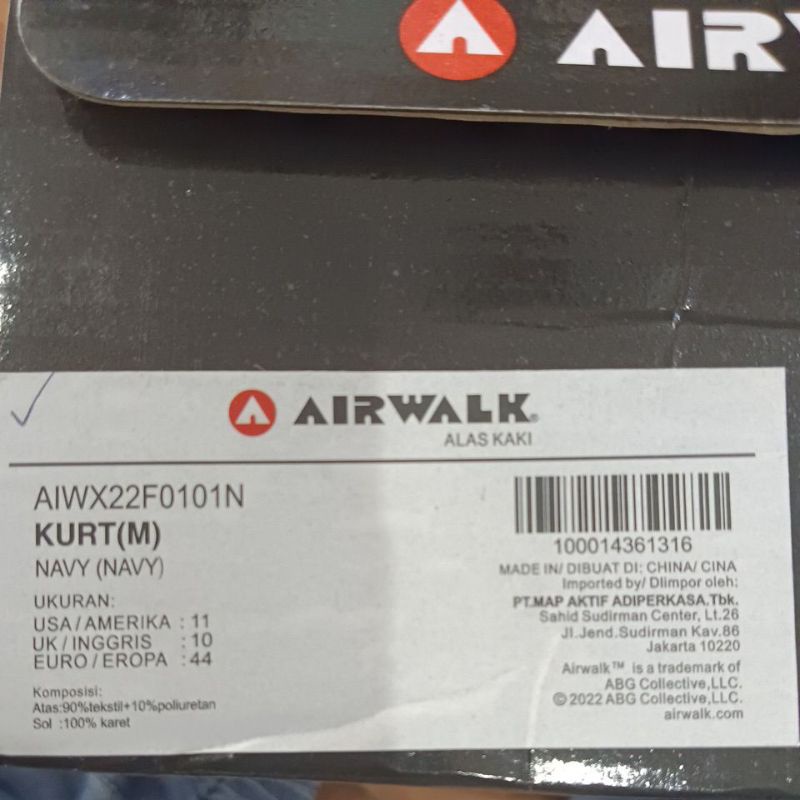 AIRW
AIRWALK®
ALAS KAKI
AIWX22F0101N
KURT(M)
NAVY (NAVY)
UKURAN:
USA / AMERIKA : 11
UK / INGGRIS : 10
EURO / EROPA : 44
Komposisi:
Atas:90%tekstil+10%poliuretan
Sol :100% karet
100014361316
MADE IN/ DIBUAT DI: CHINA/ CINA
Imported by/ DIimpor oleh:
PT.MAP AKTIF ADIPERKASA.Tbk.
Sahid Sudirman Center, Lt.26
Jl.Jend.Sudirman Kav.86
Jakarta 10220
Airwalk™ is a trademark of
ABG Collective,LLC.
© 2022 ABG Collective,LLC.
airwalk.com